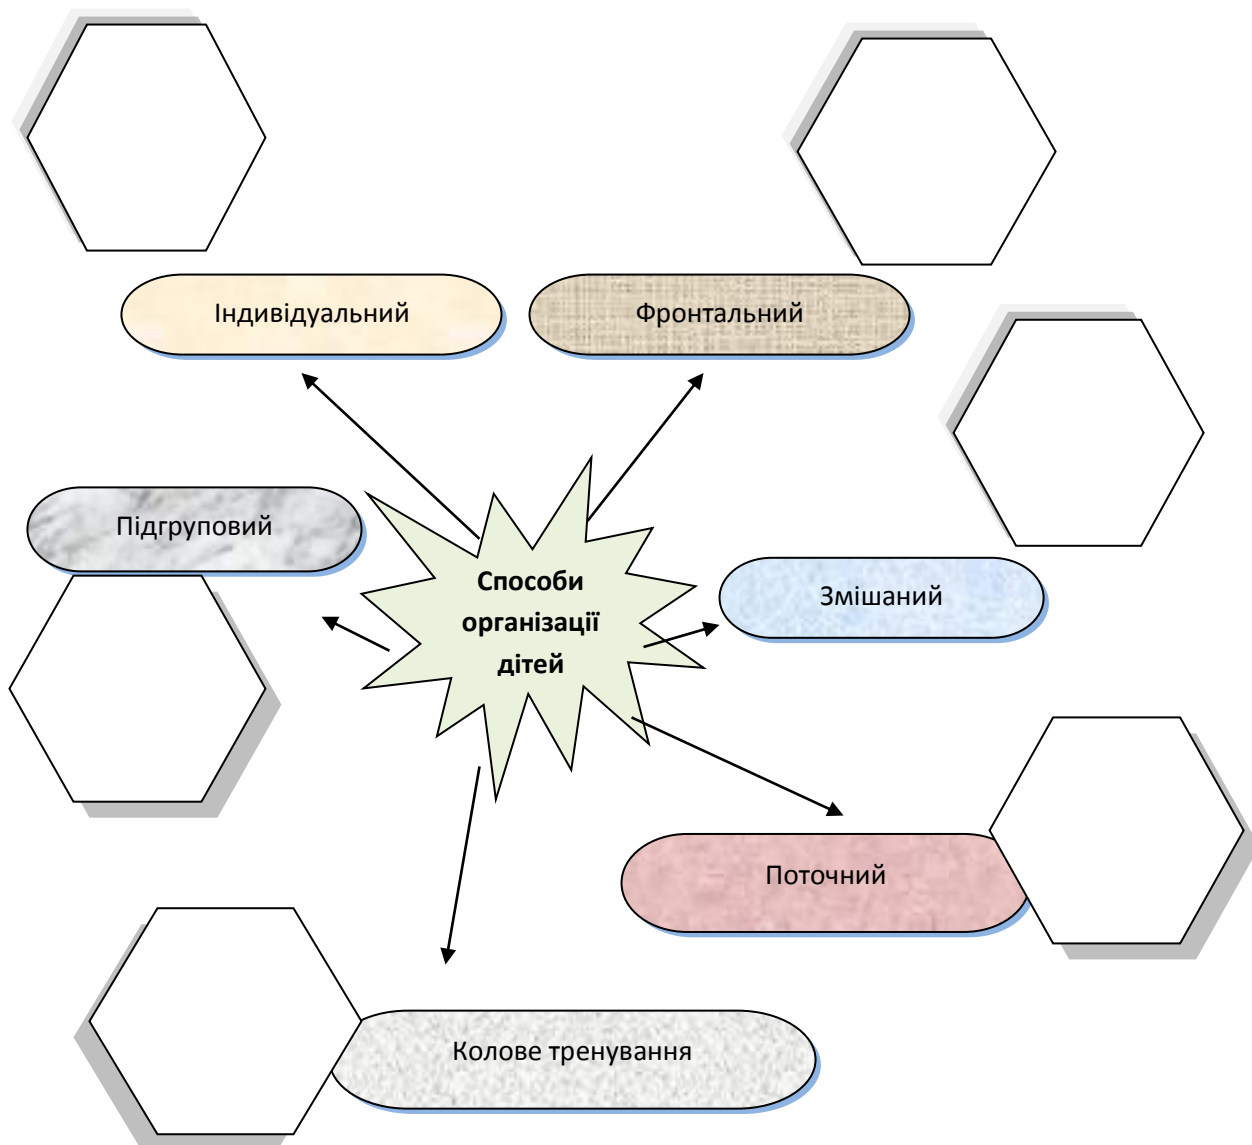 Індивідуальний
Фронтальний
Підгруповий
Способи
організації
дітей
Змішаний
Поточний
Колове тренування